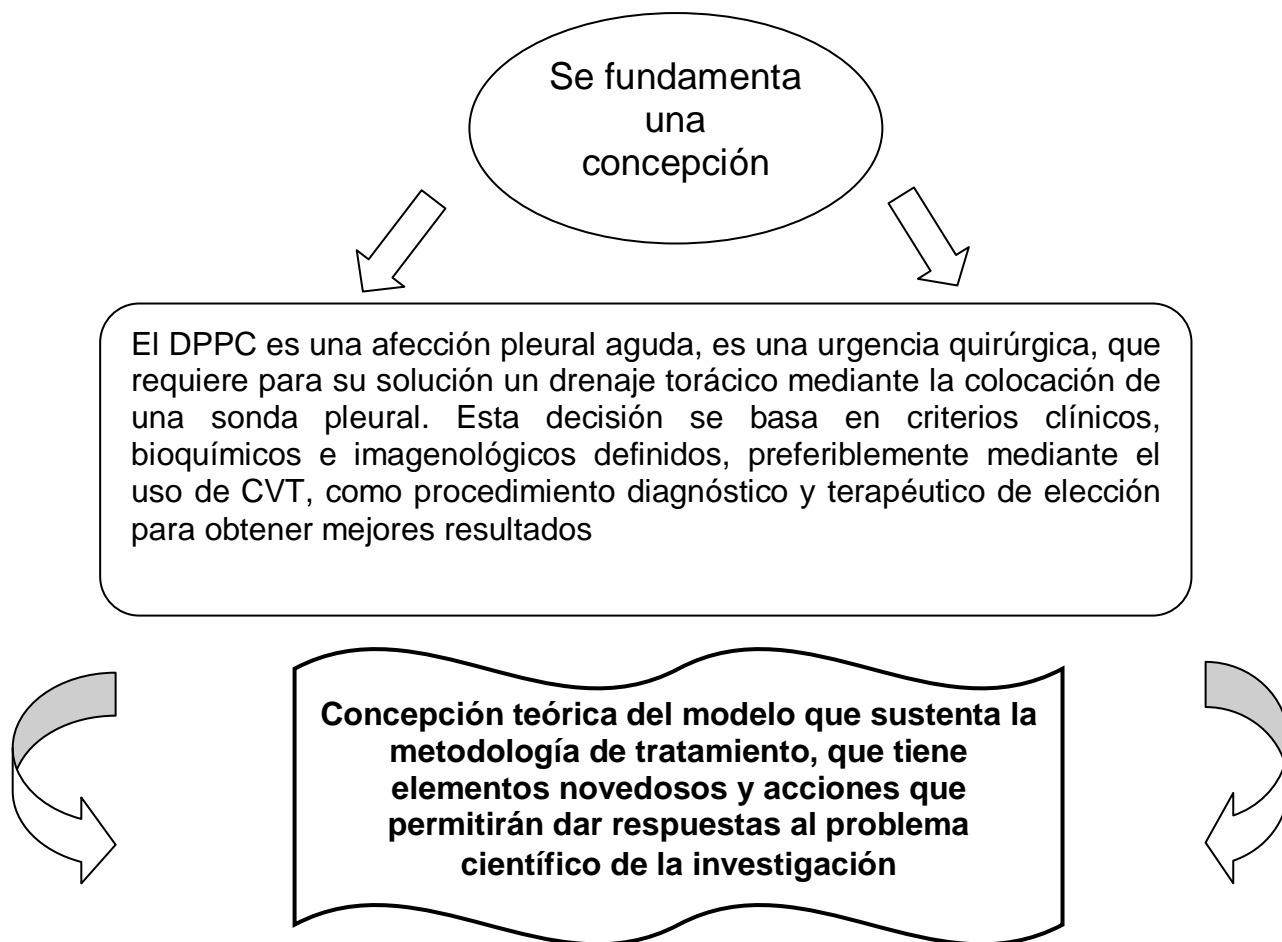 Se fundamenta
una
concepción
El DPPC es una afección pleural aguda, es una urgencia quirúrgica, que
requiere para su solución un drenaje torácico mediante la colocación de
una sonda pleural. Esta decisión se basa en criterios clínicos,
bioquímicos e imagenológicos definidos, preferiblemente mediante el
uso de CVT, como procedimiento diagnóstico y terapéutico de elección
para obtener mejores resultados
Concepción teórica del modelo que sustenta la
metodología de tratamiento, que tiene
elementos novedosos y acciones que
permitirán dar respuestas al problema
científico de la investigación